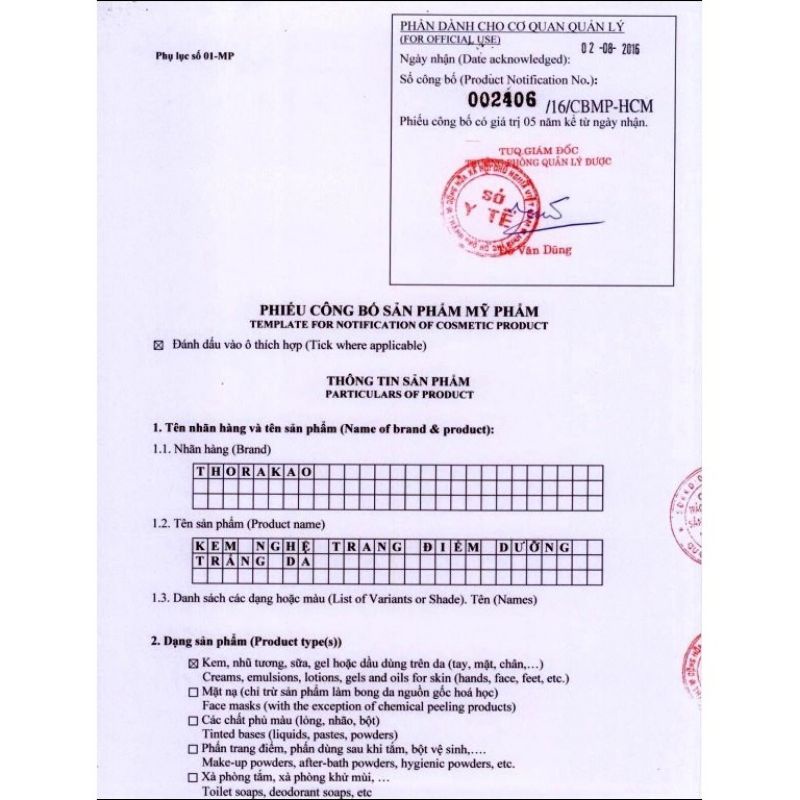 Phụ lục số 01-MP
PHẦN DÀNH CHO CƠ QUAN QUẢN LÝ
(FOR OFFICIAL USE)
02 -08- 2016
Ngày nhận (Date acknowledged):
Số công bố (Product Notification No.):
002406 /16/CBMP-HCM
Phiếu công bố có giá trị 05 năm kể từ ngày nhận.
TUQ.GIÁM ĐỐC
PHÒNG QUẢN LÝ DƯỢC
SỞ
Y TẾ
Đỗ Văn Dũng
PHIẾU CÔNG BỐ SẢN PHẨM MỸ PHẨM
TEMPLATE FOR NOTIFICATION OF COSMETIC PRODUCT
☒ Đánh dấu vào ô thích hợp (Tick where applicable)
THÔNG TIN SẢN PHẨM
PARTICULARS OF PRODUCT
1. Tên nhãn hàng và tên sản phẩm (Name of brand & product):
1.1. Nhãn hàng (Brand)
THORAKAO
1.2. Tên sản phẩm (Product name)
KEM NGHỆ TRANG ĐIỂM DƯỠNG
TRẮNG DA
1.3. Danh sách các dạng hoặc màu (List of Variants or Shade). Tên (Names)
2. Dạng sản phẩm (Product type(s))
☒ Kem, nhũ tương, sữa, gel hoặc dầu dùng trên da (tay, mặt, chân,…)
Creams, emulsions, lotions, gels and oils for skin (hands, face, feet, etc.)
☐ Mặt nạ (chỉ trừ sản phẩm làm bong da nguồn gốc hoá học)
Face masks (with the exception of chemical peeling products)
☐ Các chất phủ màu (lỏng, nhão, bột)
Tinted bases (liquids, pastes, powders)
☐ Phấn trang điểm, phấn dùng sau khi tắm, bột vệ sinh,….
Make-up powders, after-bath powders, hygienic powders, etc.
☐ Xà phòng tắm, xà phòng khử mùi, …
Toilet soaps, deodorant soaps, etc